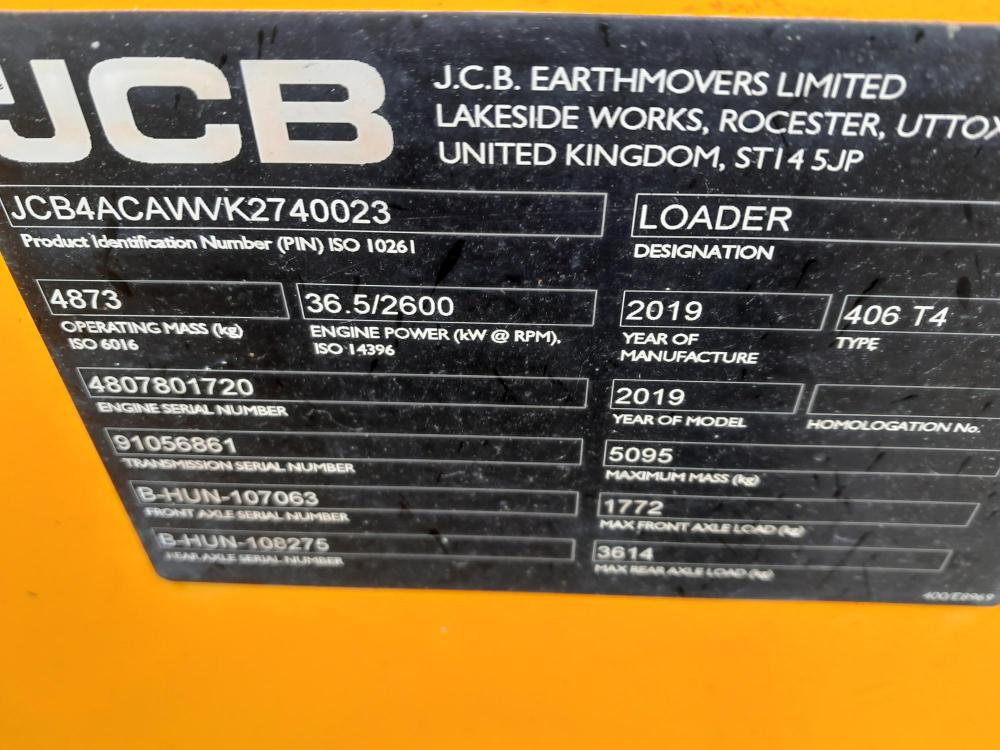 JCB
J.C.B. EARTHMOVERS LIMITED
LAKESIDE WORKS, ROCESTER, UTTOX
UNITED KINGDOM, ST14 5JP
JCB4ACAWVK2740023
Product Identification Number (PIN) ISO 10261
LOADER
DESIGNATION
4873
OPERATING MASS (kg)
ISO 6016
36.5/2600
ENGINE POWER (kW @ RPM),
ISO 14396
2019
YEAR OF
MANUFACTURE
406 T4
TYPE
4807801720
ENGINE SERIAL NUMBER
2019
YEAR OF MODEL
HOMOLOGATION No.
91056861
TRANSMISSION SERIAL NUMBER
5095
MAXIMUM MASS (kg)
B-HUN-107063
FRONT AXLE SERIAL NUMBER
1772
MAX FRONT AXLE LOAD (kg)
B-HUN-108275
REAR AXLE SERIAL NUMBER
3614
MAX REAR AXLE LOAD (kg)
400/E8969